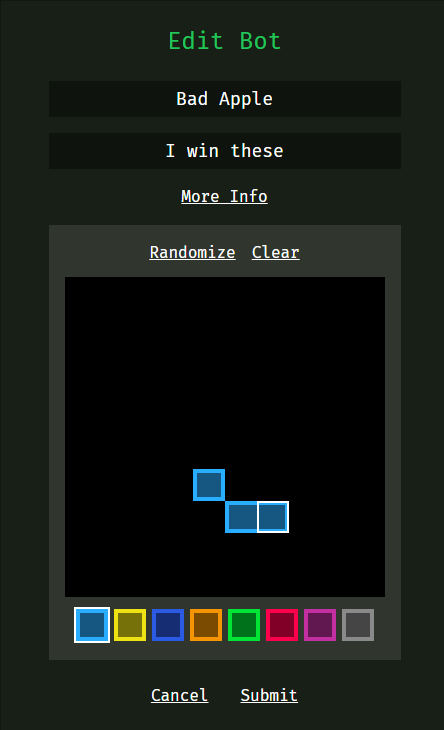 Edit Bot
Bad Apple
I win these
More Info
Randomize Clear
Cancel Submit